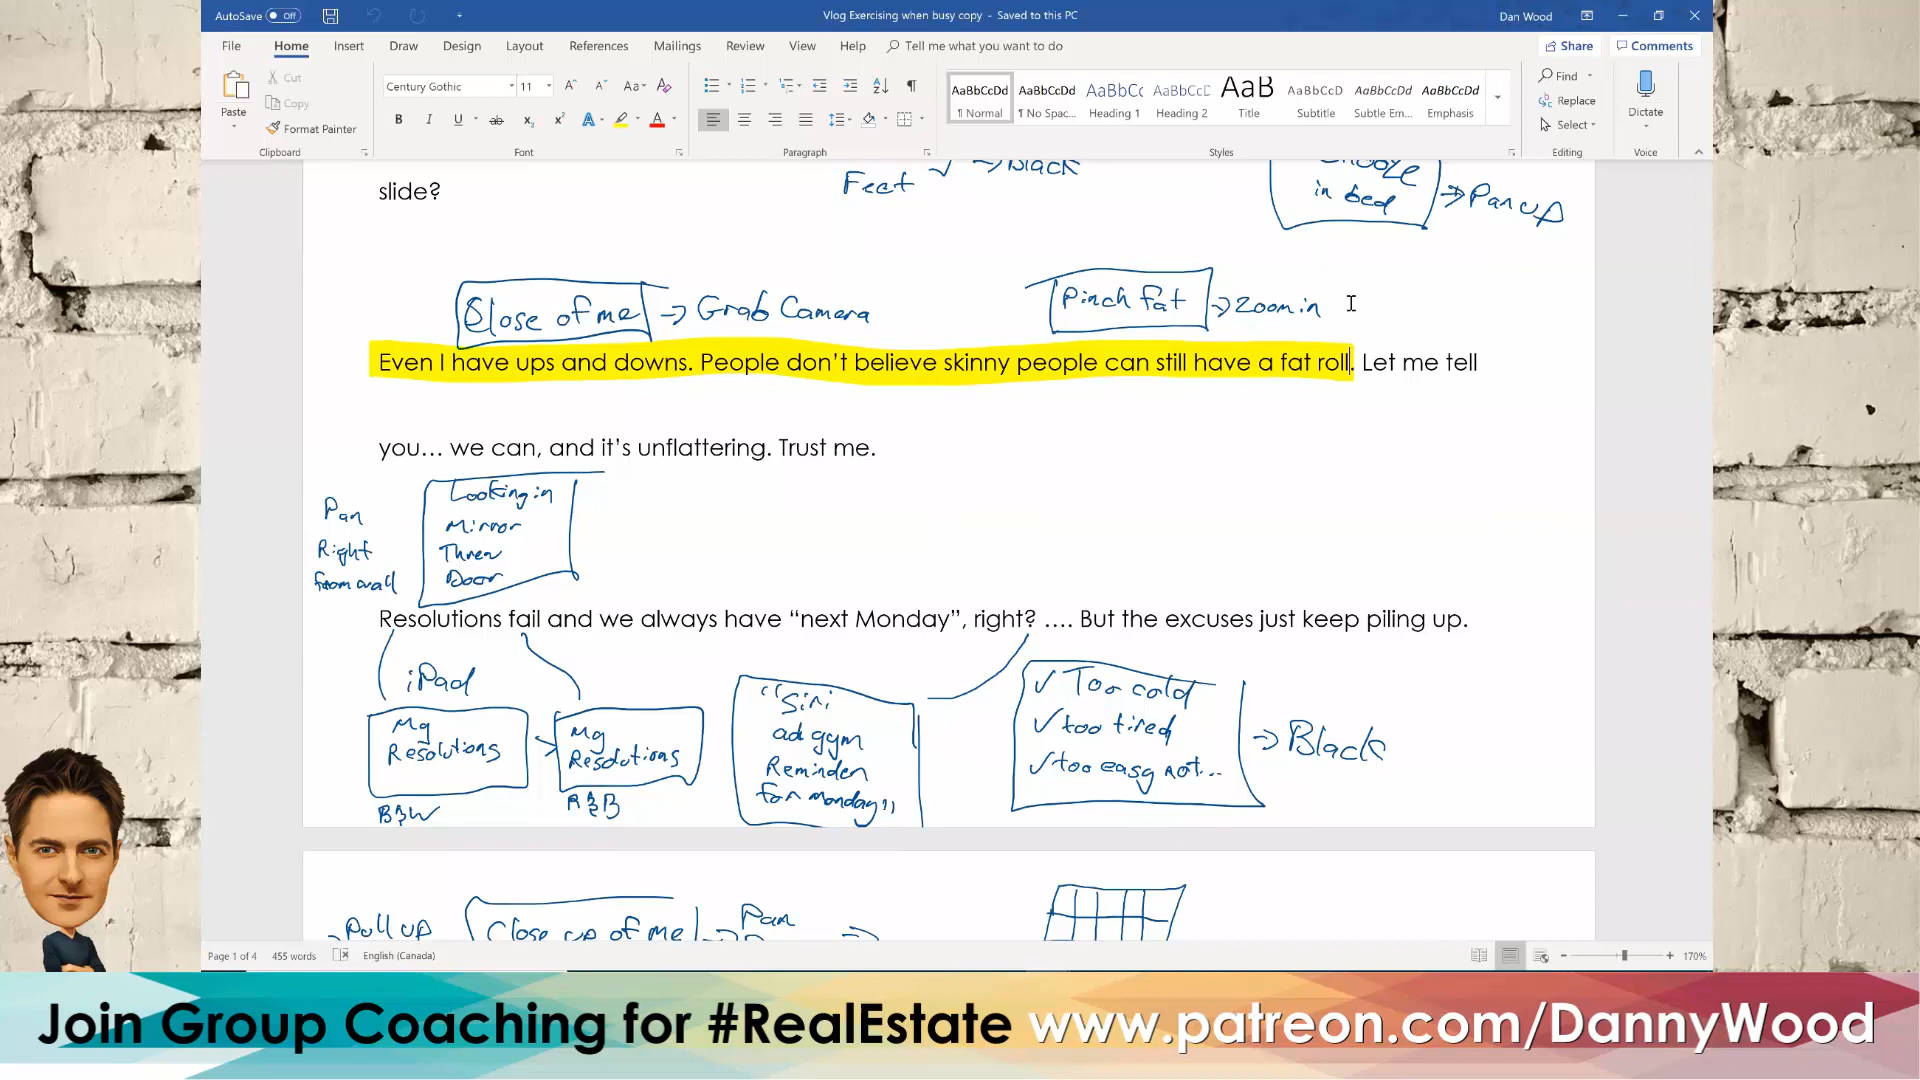 AutoSave Off
Vlog Exercising when busy copy - Saved to this PC
Dan Wood
File Home Insert Draw Design Layout References Mailings Review View Help Tell me what you want to do
Share Comments
Paste
Cut
Copy
Format Painter
Clipboard
Century Gothic 11
Font
Paragraph
AaBbCcDd AaBbCcDd AaBbCc AaBbCcC AaB AaBbCcD AaBbCcDd AaBbCcDd
¶ Normal ¶ No Spac... Heading 1 Heading 2 Title Subtitle Subtle Em... Emphasis
Styles
Find
Replace
Select
Editing
Dictate
Voice
Feet → Black
in bed → Pan up
slide?
Close of me → Grab Camera
Pinch fat → Zoom in
Even I have ups and downs. People don't believe skinny people can still have a fat roll. Let me tell
you... we can, and it's unflattering. Trust me.
Pan
Right
from wall
Looking in
Mirror
Threw
Door
Resolutions fail and we always have “next Monday”, right? .... But the excuses just keep piling up.
iPad
My
Resolutions
B&W
My
Resolutions
R&B
"Siri
ad gym
Reminder
for monday"
✓ Too cold
✓ too tired
✓ too easy not...
→ Black
→ Pull up
Close up of me → Pan
Page 1 of 4 455 words English (Canada)
170%
Join Group Coaching for #RealEstate www.patreon.com/DannyWood